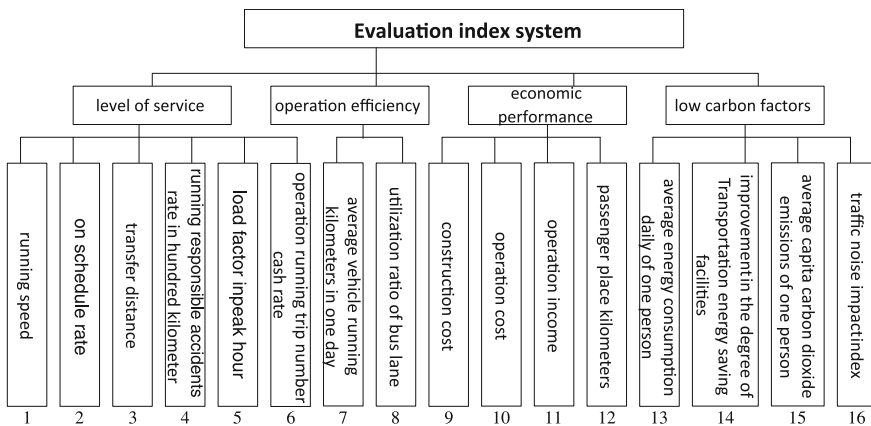 Evaluation index system
level of service
operation efficiency
economic
performance
low carbon factors
running speed
on schedule rate
transfer distance
running responsible accidents
rate in hundred kilometer
load factor inpeak hour
operation running trip number
cash rate
average vehicle running
kilometers in one day
utilization ratio of bus lane
construction cost
operation cost
operation income
passenger place kilometers
average energy consumption
daily of one person
improvement in the degree of
Transportation energy saving
facilities
average capita carbon dioxide
emissions of one person
traffic noise impactindex
1 2 3 4 5 6 7 8 9 10 11 12 13 14 15 16